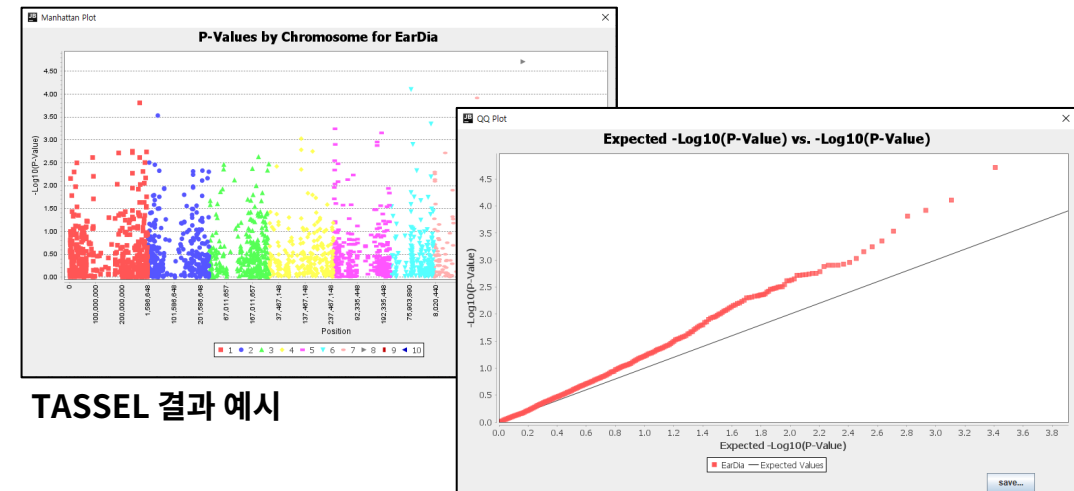 Manhattan Plot
P-Values by Chromosome for EarDia
-Log10(P-Value)
4.50
4.00
3.50
3.00
2.50
2.00
1.50
1.00
0.50
0.00
0
100,000,000
200,000,000
1,586,648
101,586,648
201,586,648
67,011,657
167,011,657
37,467,148
137,467,148
237,467,148
92,335,448
192,335,448
75,903,890
8,020,440
Position
1 2 3 4 5 6 7 8 9 10
TASSEL 결과 예시
QQ Plot
Expected -Log10(P-Value) vs. -Log10(P-Value)
-Log10(P-Value)
4.5
4.0
3.5
3.0
2.5
2.0
1.5
1.0
0.5
0.0
0.0 0.2 0.4 0.6 0.8 1.0 1.2 1.4 1.6 1.8 2.0 2.2 2.4 2.6 2.8 3.0 3.2 3.4 3.6 3.8
Expected -Log10(P-Value)
EarDia Expected Values
save...